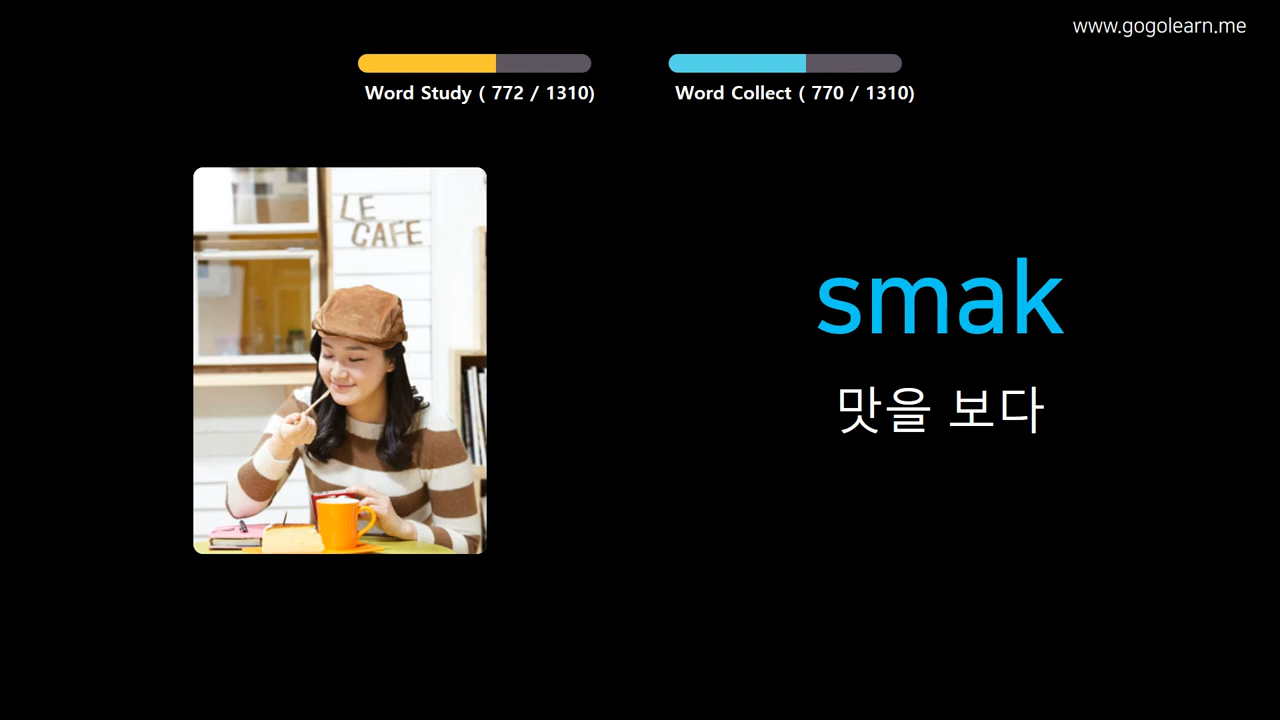 www.gogolearn.me
Word Study ( 772 / 1310)
Word Collect ( 770 / 1310)
LE
CAFE
smak
맛을 보다